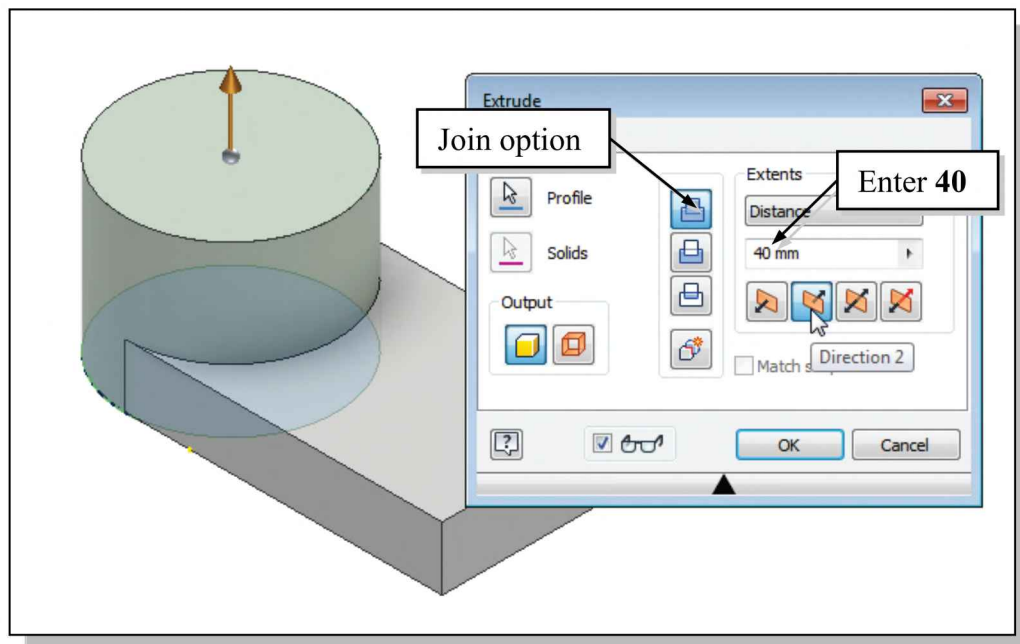 Extrude
Join option
Extents
Enter 40
Profile
Distance
Solids
40 mm
Output
Direction 2
Match s
OK
Cancel